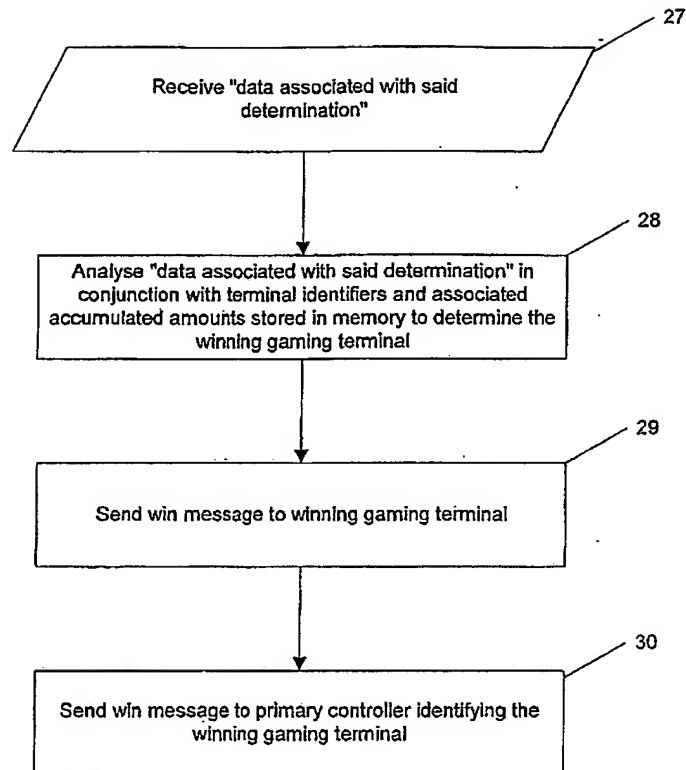 27
Receive "data associated with said
determination"
28
Analyse "data associated with said determination" in
conjunction with terminal identifiers and associated
accumulated amounts stored in memory to determine the
winning gaming terminal
29
Send win message to winning gaming terminal
30
Send win message to primary controller identifying the
winning gaming terminal